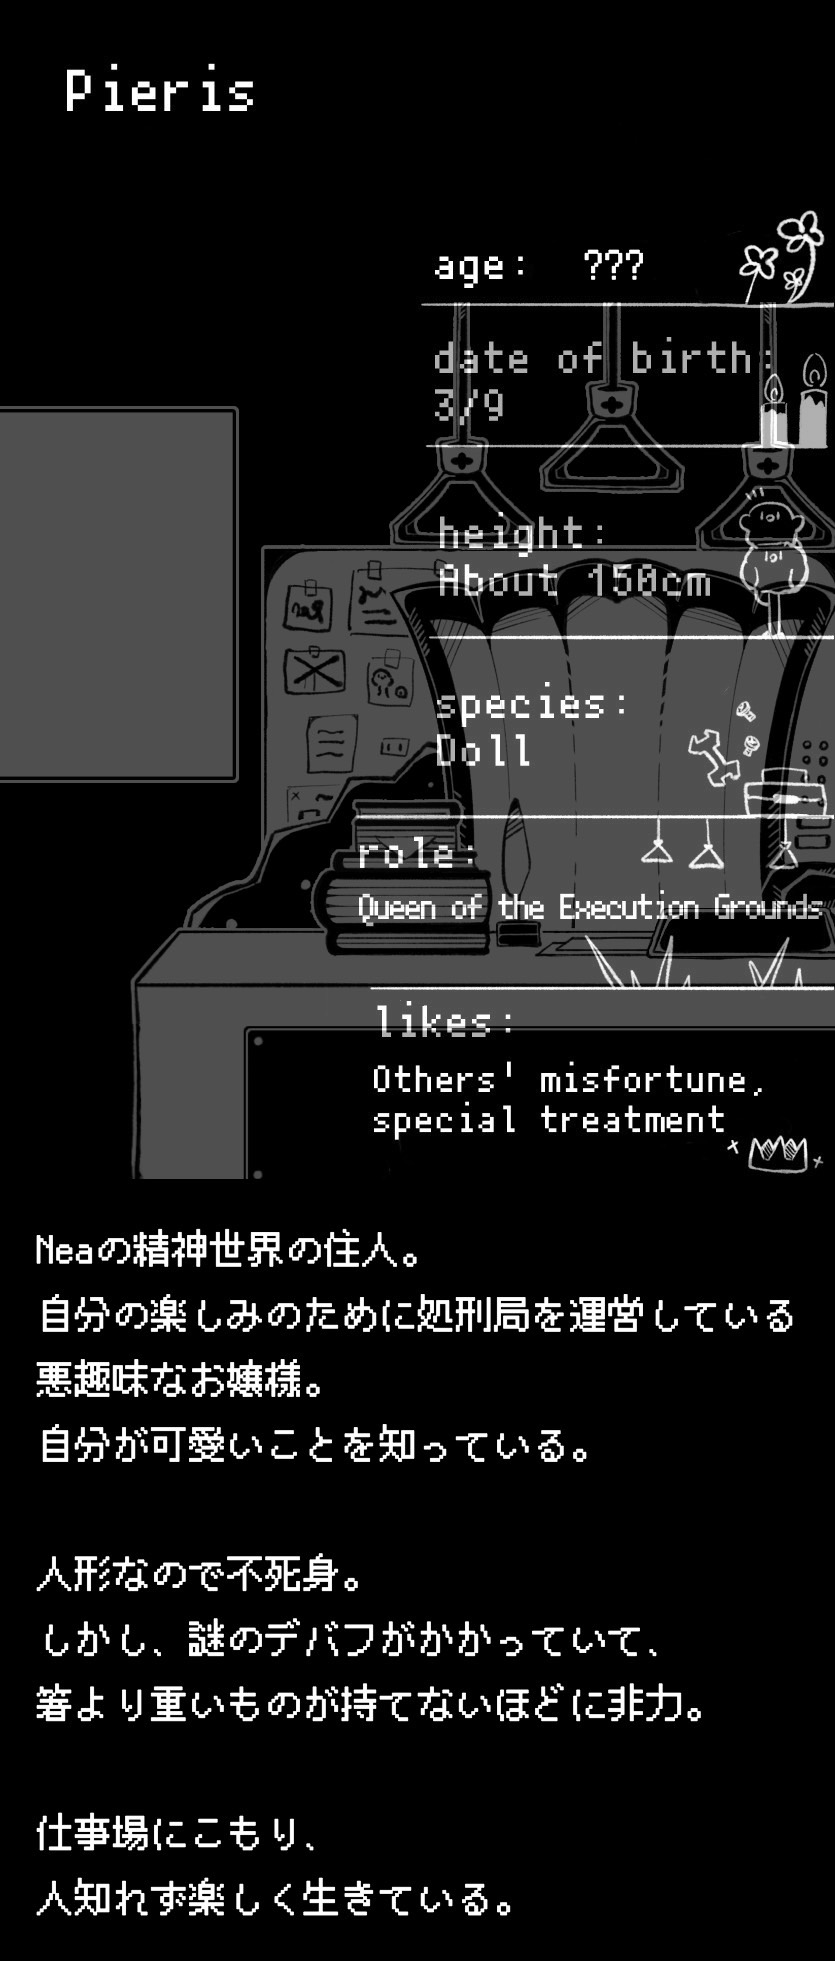 Pieris
age: ???
date of birth:
3/9
height:
About 150cm
species:
Doll
role:
Queen of the Execution Grounds
likes:
Others' misfortune,
special treatment
Neaの精神世界の住人。
自分の楽しみのために処刑局を運営している
悪趣味なお嬢様。
自分が可愛いことを知っている。
人形なので不死身。
しかし、謎のデバフがかかっていて、
箸より重いものが持てないほどに非力。
仕事場にこもり、
人知れず楽しく生きている。